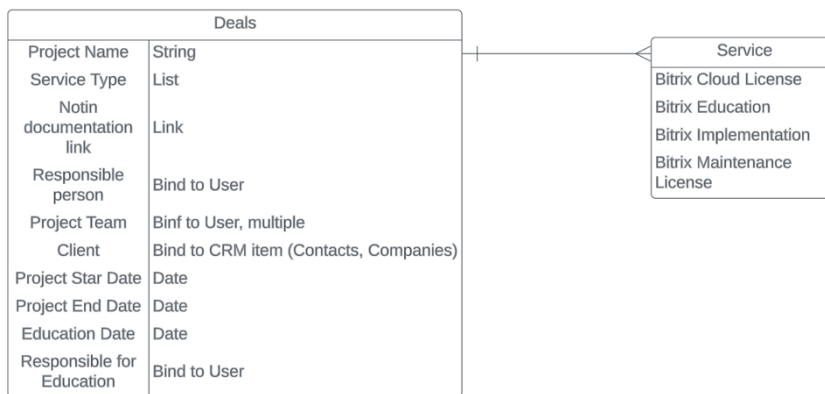 Deals
Project Name String
Service Type List
Notin
documentation
link
Link
Responsible
person
Bind to User
Project Team Binf to User, multiple
Client Bind to CRM item (Contacts, Companies)
Project Star Date Date
Project End Date Date
Education Date Date
Responsible for
Education
Bind to User
Service
Bitrix Cloud License
Bitrix Education
Bitrix Implementation
Bitrix Maintenance
License